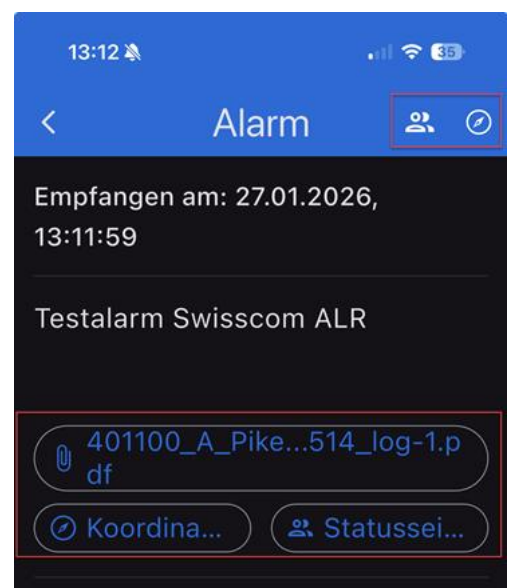 13:12
35
Alarm
Empfangen am: 27.01.2026,
13:11:59
Testalarm Swisscom ALR
401100_A_Pike...514_log-1.p
df
Koordina...
Statussei...